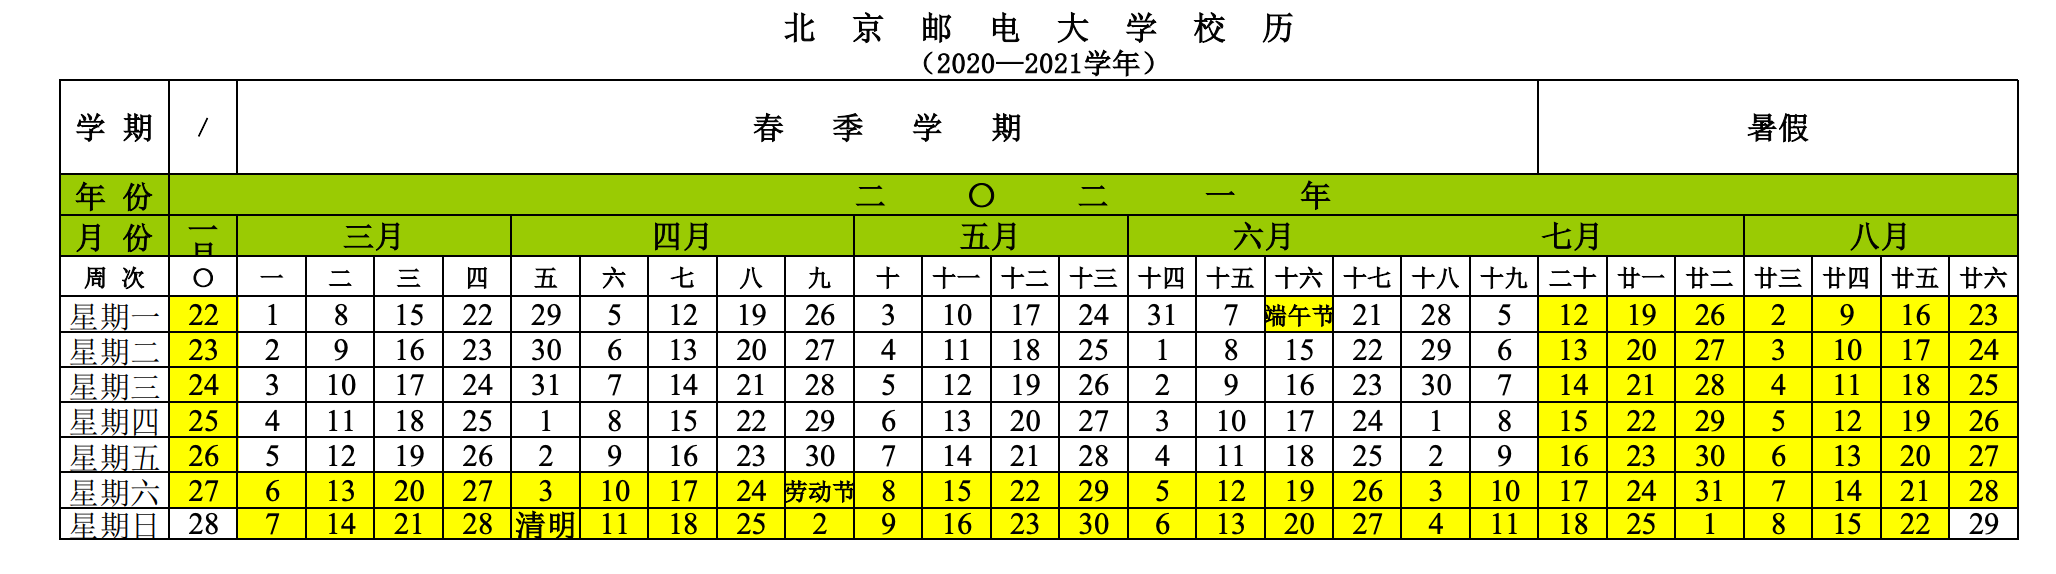 北 京 邮 电 大 学 校 历
（2020—2021学年）
学 期 / 春 季 学 期 暑假
年 份 二 〇 二 一 年
月 份 二月 三月 四月 五月 六月 七月 八月
周 次 〇 一 二 三 四 五 六 七 八 九 十 十一 十二 十三 十四 十五 十六 十七 十八 十九 二十 廿一 廿二 廿三 廿四 廿五 廿六
星期一 22 1 8 15 22 29 5 12 19 26 3 10 17 24 31 7 端午节 21 28 5 12 19 26 2 9 16 23
星期二 23 2 9 16 23 30 6 13 20 27 4 11 18 25 1 8 15 22 29 6 13 20 27 3 10 17 24
星期三 24 3 10 17 24 31 7 14 21 28 5 12 19 26 2 9 16 23 30 7 14 21 28 4 11 18 25
星期四 25 4 11 18 25 1 8 15 22 29 6 13 20 27 3 10 17 24 1 8 15 22 29 5 12 19 26
星期五 26 5 12 19 26 2 9 16 23 30 7 14 21 28 4 11 18 25 2 9 16 23 30 6 13 20 27
星期六 27 6 13 20 27 3 10 17 24 劳动节 8 15 22 29 5 12 19 26 3 10 17 24 31 7 14 21 28
星期日 28 7 14 21 28 清明 11 18 25 2 9 16 23 30 6 13 20 27 4 11 18 25 1 8 15 22 29